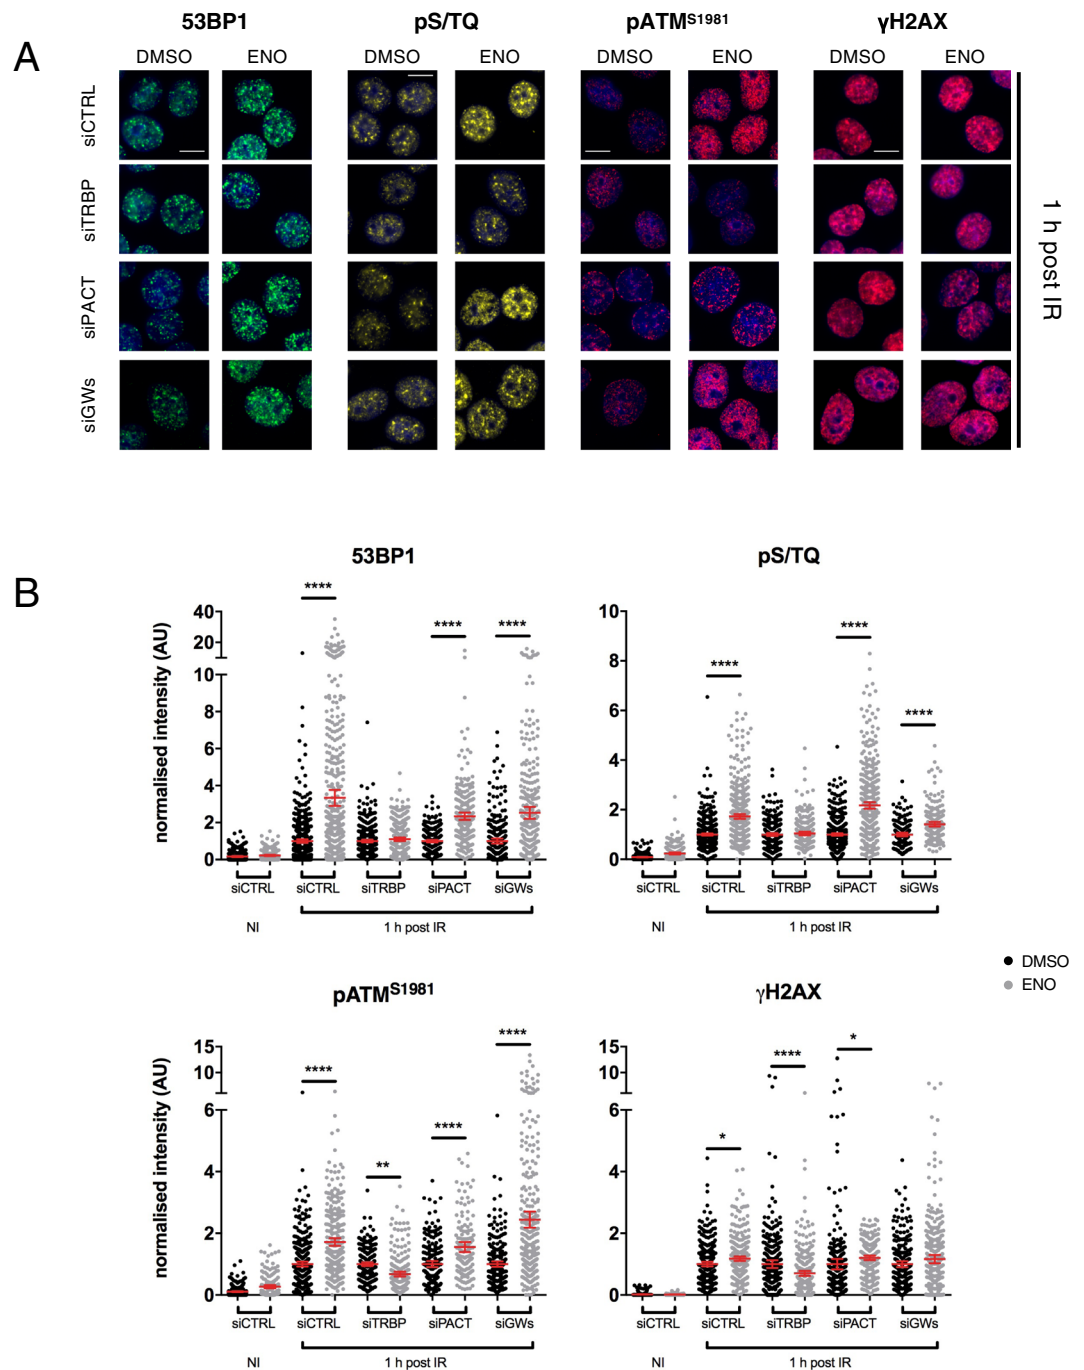 A
53BP1 pS/TQ pATMS1981 γH2AX
DMSO ENO DMSO ENO DMSO ENO DMSO ENO
siCTRL
siTRBP
siPACT
siGWs
1 h post IR
B
53BP1
normalised intensity (AU)
40
20
10
8
6
4
2
0
**** **** ****
siCTRL siCTRL siTRBP siPACT siGWs
NI 1 h post IR
pS/TQ
10
8
6
4
2
0
**** **** ****
siCTRL siCTRL siTRBP siPACT siGWs
NI 1 h post IR
DMSO
ENO
pATMS1981
normalised intensity (AU)
15
10
6
4
2
0
**** ** **** ****
siCTRL siCTRL siTRBP siPACT siGWs
NI 1 h post IR
γH2AX
15
10
6
4
2
0
* **** *
siCTRL siCTRL siTRBP siPACT siGWs
NI 1 h post IR